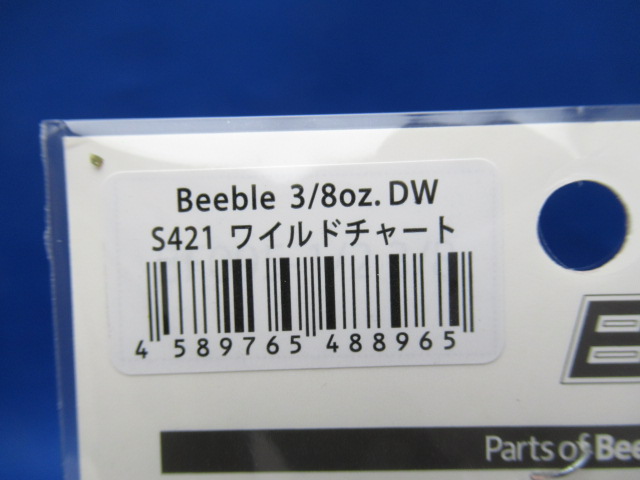 Beeble 3/8oz. DW
S421 ワイルドチャート
4 589765 488965
Parts of Bee